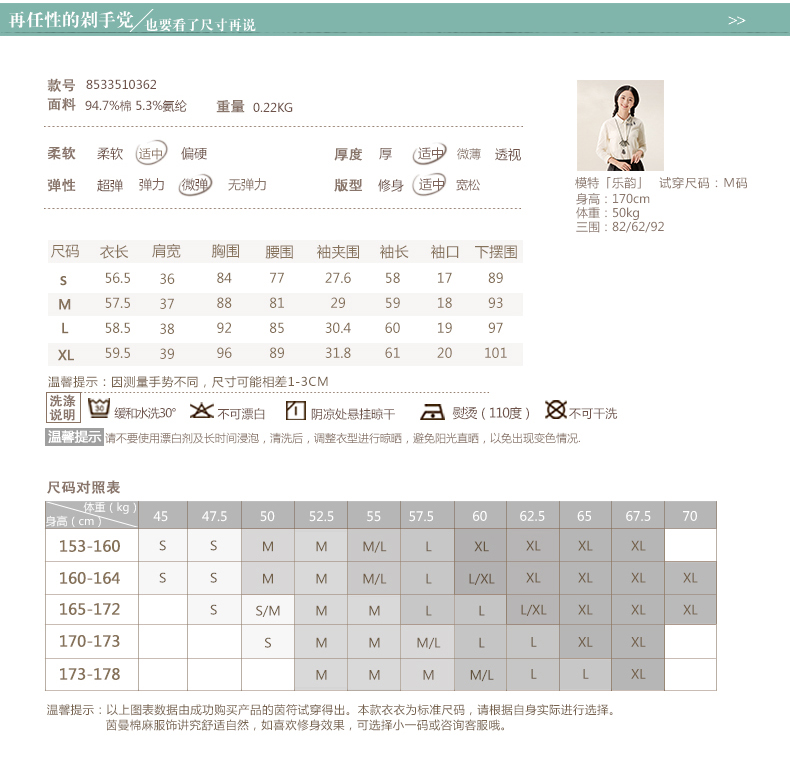 再任性的剁手党/也要看了尺寸再说 >>
款号 8533510362
面料 94.7%棉 5.3%氨纶 重量 0.22KG
柔软 柔软 适中 偏硬 厚度 厚 适中 微薄 透视
弹性 超弹 弹力 微弹 无弹力 版型 修身 适中 宽松
模特「乐韵」 试穿尺码：M码
身高：170cm
体重：50kg
三围：82/62/92
尺码 衣长 肩宽 胸围 腰围 袖夹围 袖长 袖口 下摆围
S 56.5 36 84 77 27.6 58 17 89
M 57.5 37 88 81 29 59 18 93
L 58.5 38 92 85 30.4 60 19 97
XL 59.5 39 96 89 31.8 61 20 101
温馨提示：因测量手势不同，尺寸可能相差1-3CM
洗涤说明 30 缓和水洗30° 不可漂白 阴凉处悬挂晾干 熨烫（110度） 不可干洗
温馨提示 请不要使用漂白剂及长时间浸泡，清洗后，调整衣型进行晾晒，避免阳光直晒，以免出现变色情况.
尺码对照表
体重（kg） 身高（cm） 45 47.5 50 52.5 55 57.5 60 62.5 65 67.5 70
153-160 S S M M M/L L XL XL XL XL
160-164 S S M M M/L L L/XL XL XL XL XL
165-172 S S/M M M L L L/XL XL XL XL
170-173 S M M M/L L L XL XL
173-178 M M M M/L L L XL
温馨提示：以上图表数据由成功购买产品的茵符试穿得出。本款衣衣为标准尺码，请根据自身实际进行选择。
茵曼棉麻服饰讲究舒适自然，如喜欢修身效果，可选择小一码或咨询客服哦。